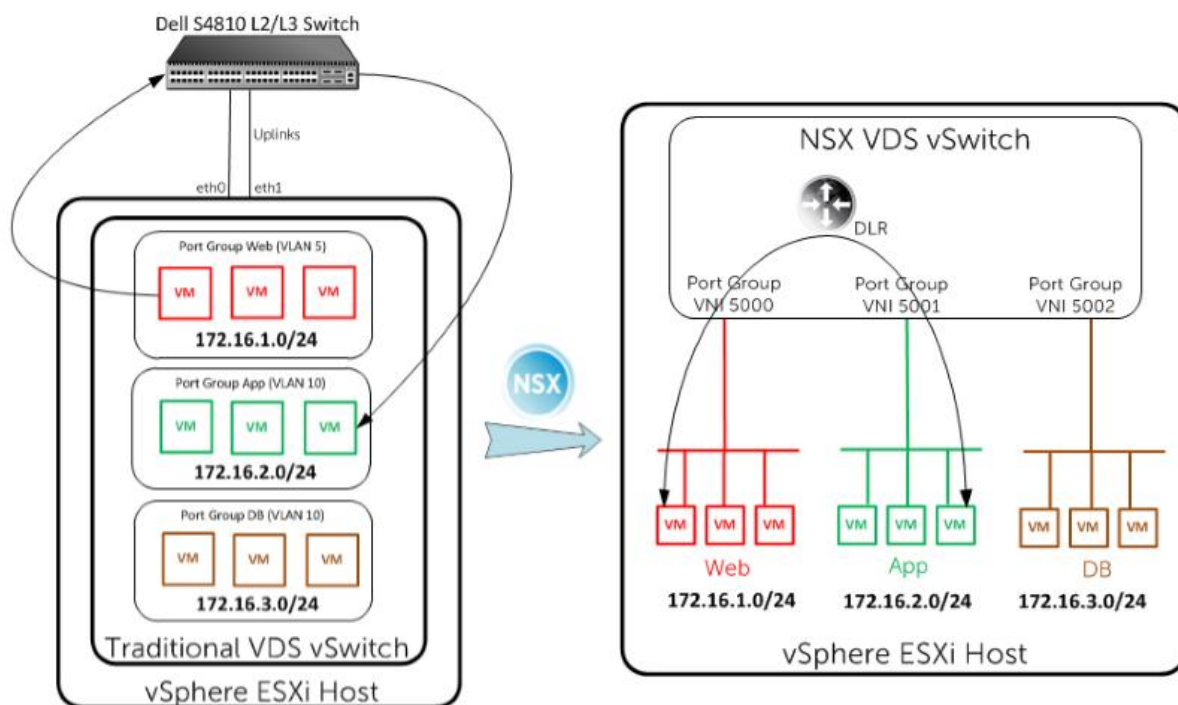 Dell S4810 L2/L3 Switch
Uplinks
eth0
eth1
Port Group Web (VLAN 5)
VM VM VM
172.16.1.0/24
Port Group App (VLAN 10)
VM VM VM
172.16.2.0/24
Port Group DB (VLAN 10)
VM VM VM
172.16.3.0/24
Traditional VDS vSwitch
vSphere ESXi Host
NSX
NSX VDS vSwitch
DLR
Port Group
VNI 5000
Port Group
VNI 5001
Port Group
VNI 5002
VM VM VM
VM VM VM
VM VM VM
Web
App
DB
172.16.1.0/24
172.16.2.0/24
172.16.3.0/24
vSphere ESXi Host